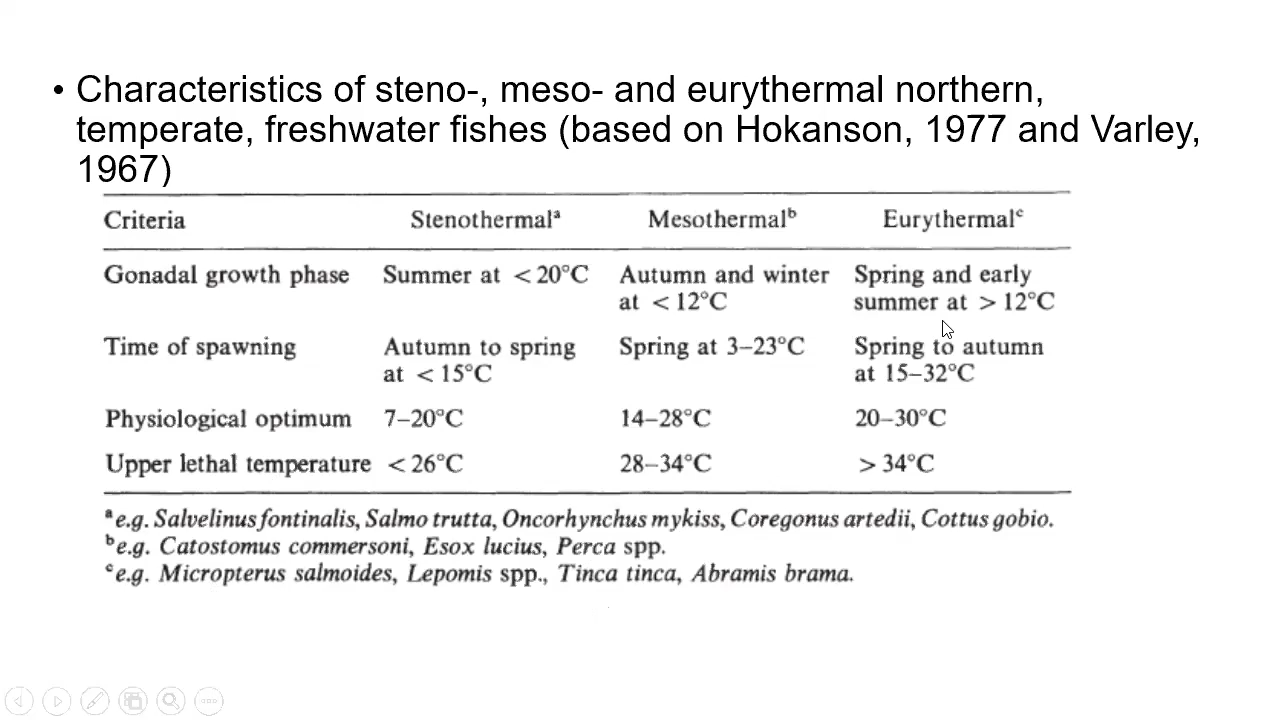 • Characteristics of steno-, meso- and eurythermal northern,
temperate, freshwater fishes (based on Hokanson, 1977 and Varley,
1967)
Criteria Stenothermalᵃ Mesothermalᵇ Eurythermalᶜ
Gonadal growth phase Summer at < 20°C Autumn and winter Spring and early
at < 12°C summer at > 12°C
Time of spawning Autumn to spring Spring at 3–23°C Spring to autumn
at < 15°C at 15–32°C
Physiological optimum 7–20°C 14–28°C 20–30°C
Upper lethal temperature < 26°C 28–34°C > 34°C
ᵃe.g. Salvelinus fontinalis, Salmo trutta, Oncorhynchus mykiss, Coregonus artedii, Cottus gobio.
ᵇe.g. Catostomus commersoni, Esox lucius, Perca spp.
ᶜe.g. Micropterus salmoides, Lepomis spp., Tinca tinca, Abramis brama.